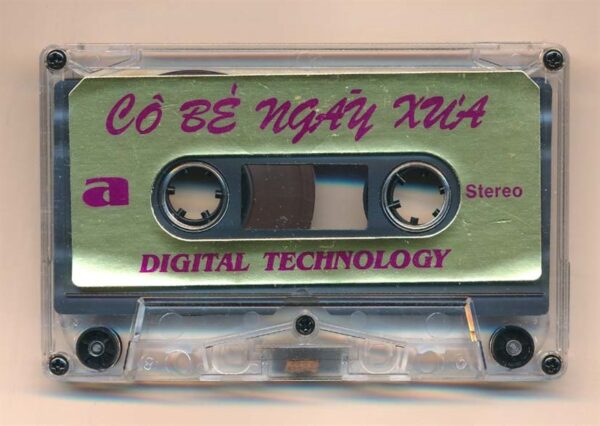 CÔ BÉ NGÀY XƯA
a
Stereo
DIGITAL TECHNOLOGY